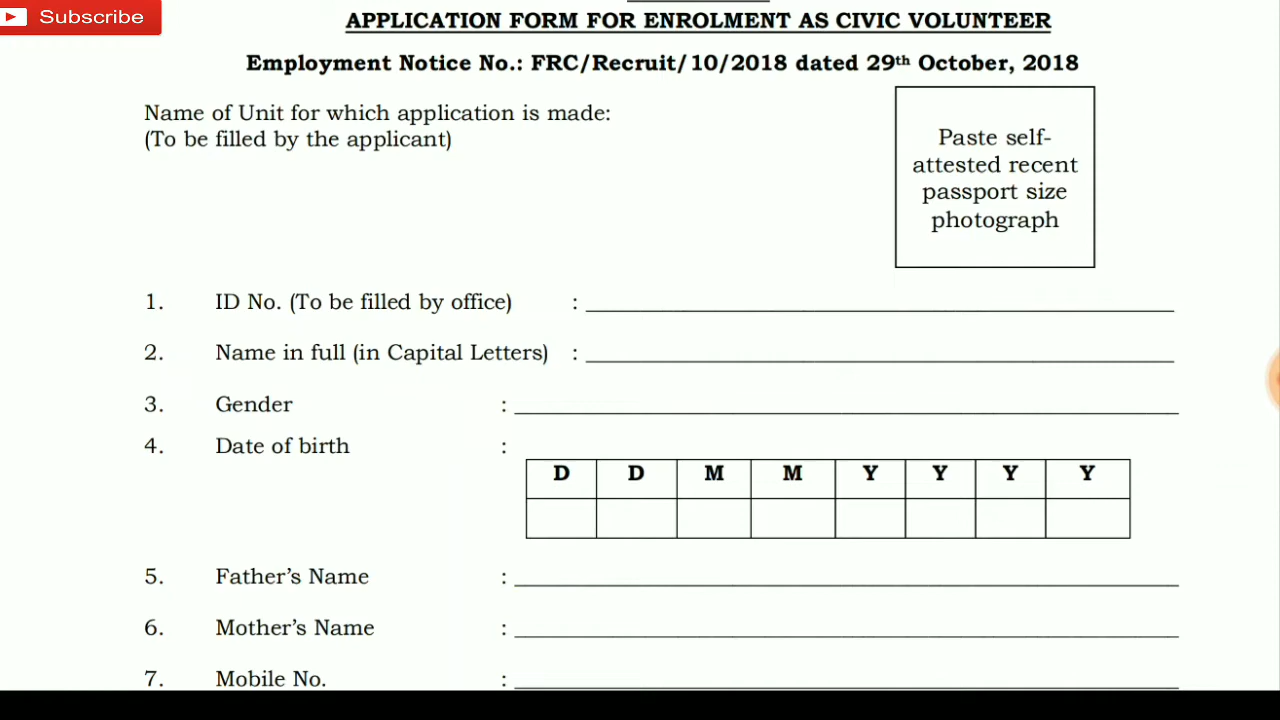 Subscribe
APPLICATION FORM FOR ENROLMENT AS CIVIC VOLUNTEER
Employment Notice No.: FRC/Recruit/10/2018 dated 29th October, 2018
Name of Unit for which application is made:
(To be filled by the applicant)
Paste self-
attested recent
passport size
photograph
1. ID No. (To be filled by office) :
2. Name in full (in Capital Letters) :
3. Gender :
4. Date of birth :
D D M M Y Y Y Y
5. Father’s Name :
6. Mother’s Name :
7. Mobile No. :